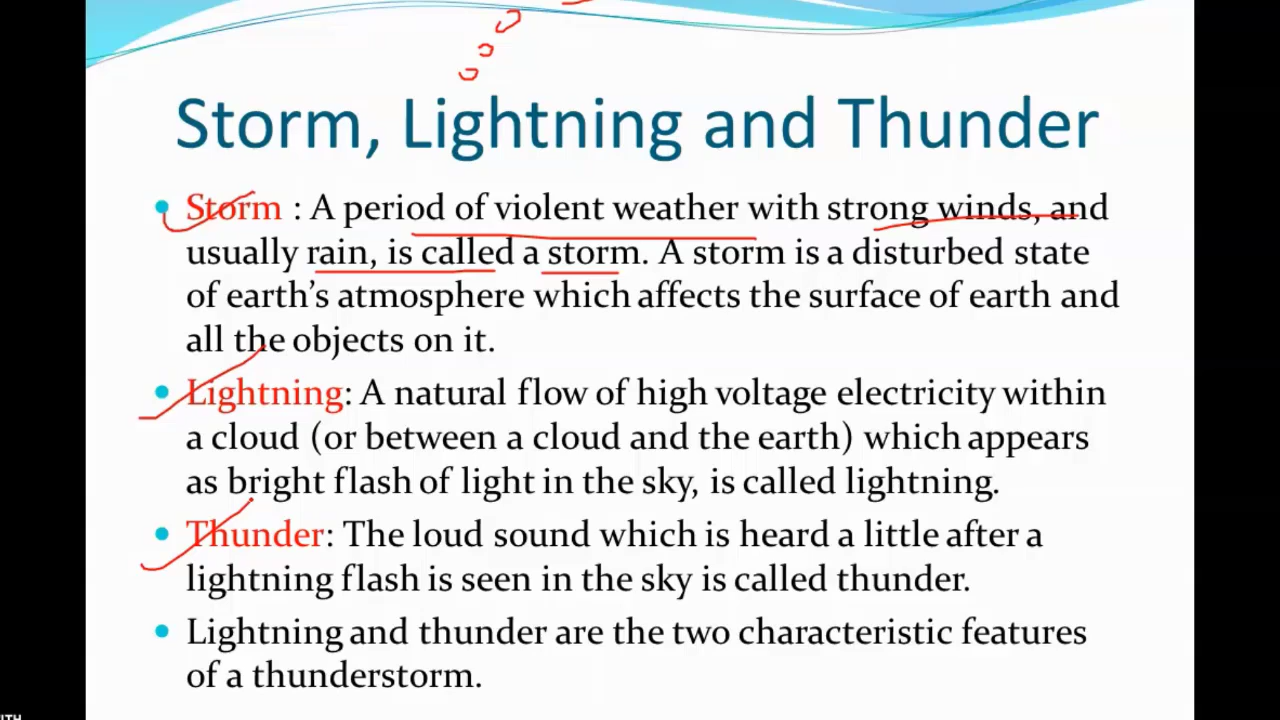 Storm, Lightning and Thunder
• Storm : A period of violent weather with strong winds, and
usually rain, is called a storm. A storm is a disturbed state
of earth’s atmosphere which affects the surface of earth and
all the objects on it.
• Lightning: A natural flow of high voltage electricity within
a cloud (or between a cloud and the earth) which appears
as bright flash of light in the sky, is called lightning.
• Thunder: The loud sound which is heard a little after a
lightning flash is seen in the sky is called thunder.
• Lightning and thunder are the two characteristic features
of a thunderstorm.